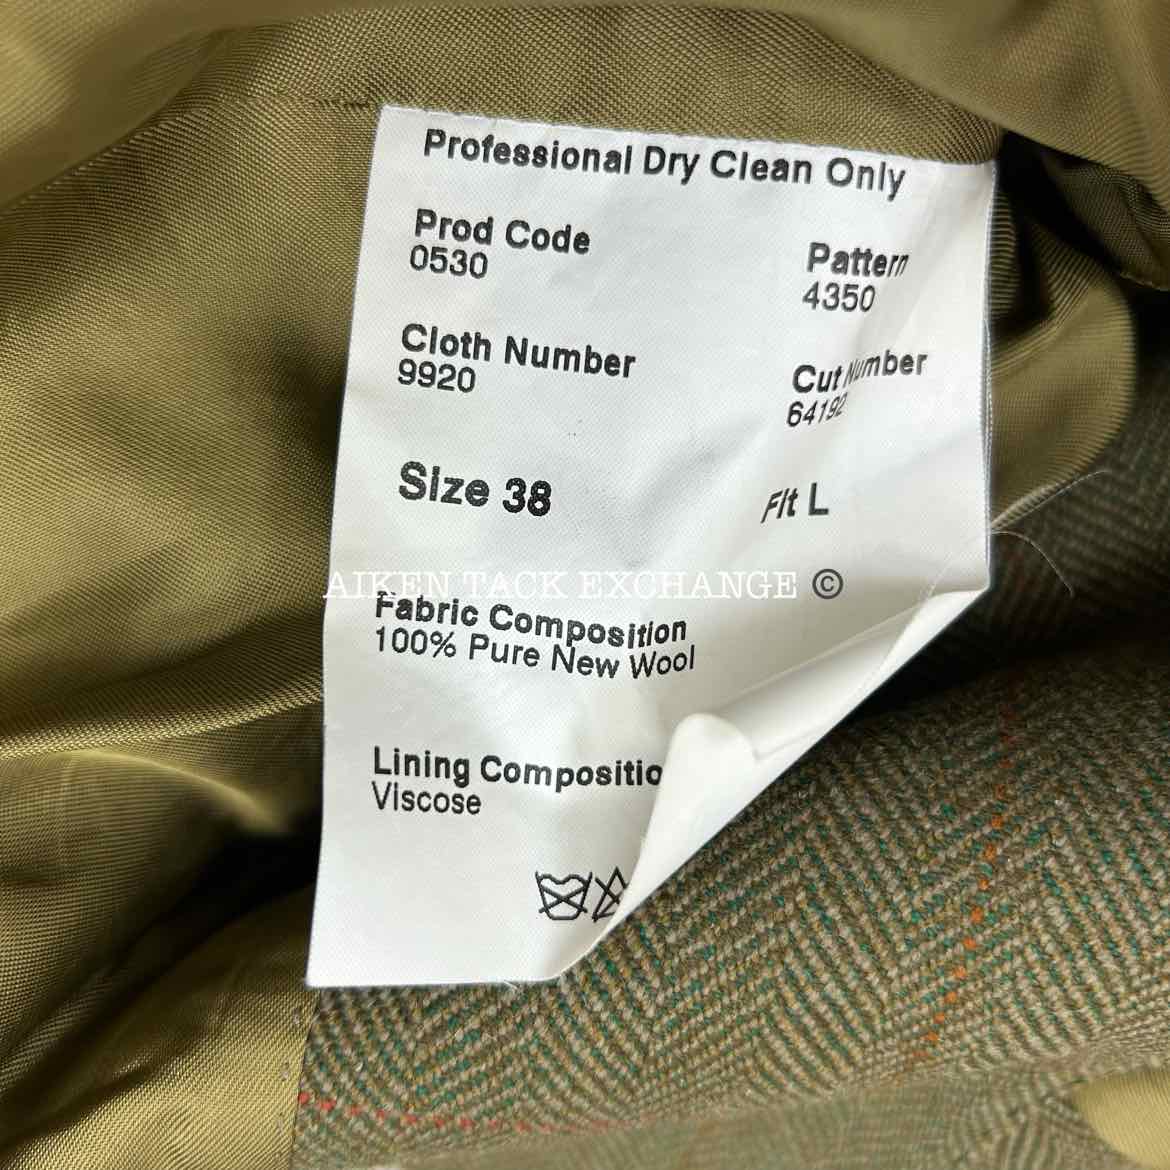 Professional Dry Clean Only
Prod Code
0530
Pattern
4350
Cloth Number
9920
Cut Number
64192
Size 38
Fit L
AIKEN TACK EXCHANGE ©
Fabric Composition
100% Pure New Wool
Lining Compositio
Viscose